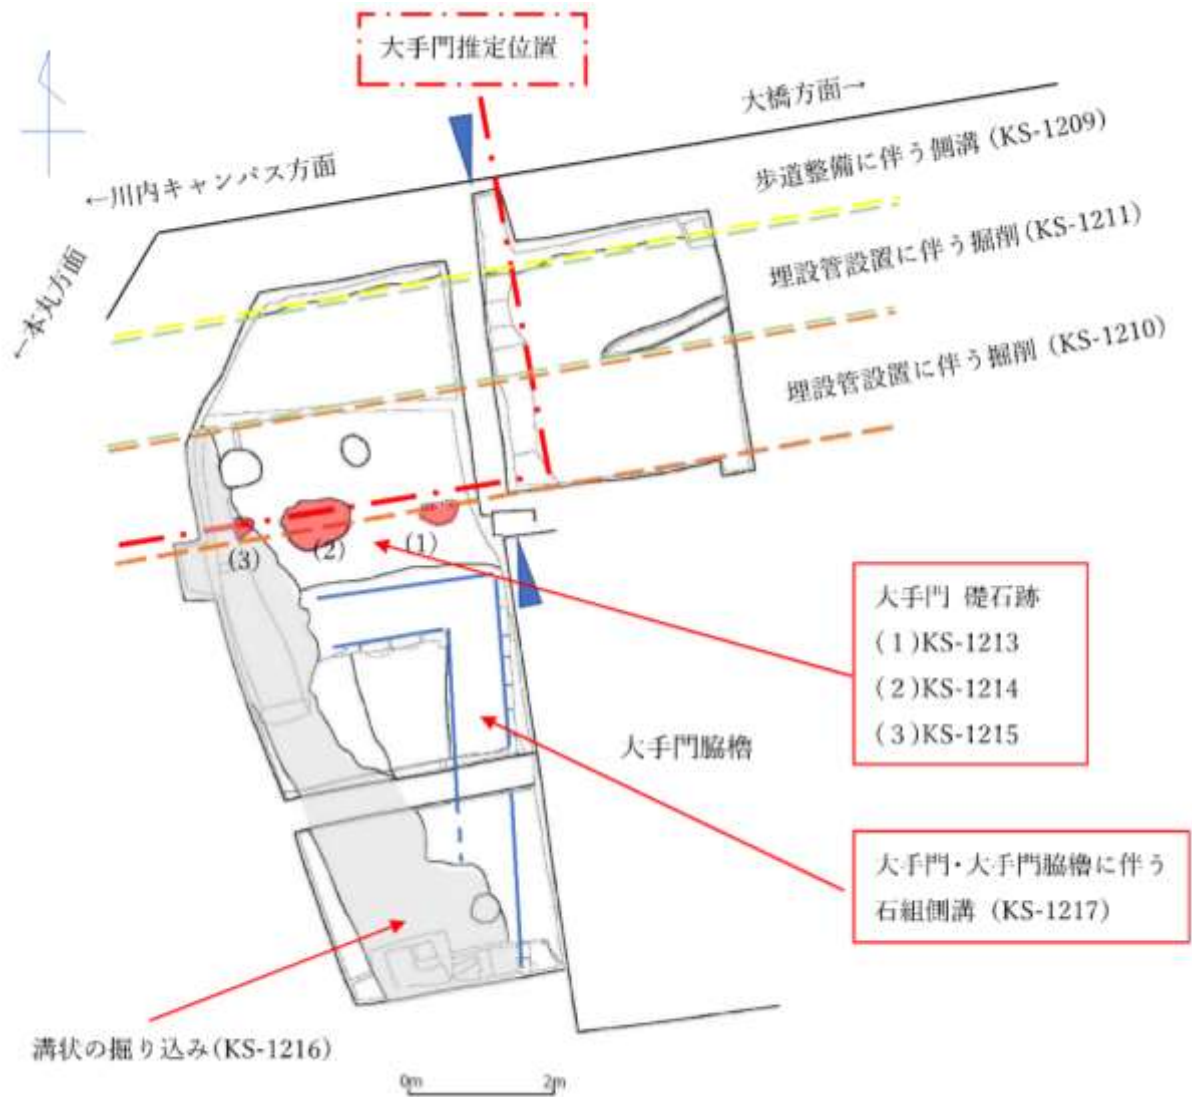 大手門推定位置
大橋方面→
←川内キャンパス方面
←本丸方面
歩道整備に伴う側溝 (KS-1209)
埋設管設置に伴う掘削 (KS-1211)
埋設管設置に伴う掘削 (KS-1210)
(3)
(2)
(1)
大手門 礎石跡
(1)KS-1213
(2)KS-1214
(3)KS-1215
大手門脇櫓
大手門・大手門脇櫓に伴う
石組側溝 (KS-1217)
溝状の掘り込み(KS-1216)
0m
2m